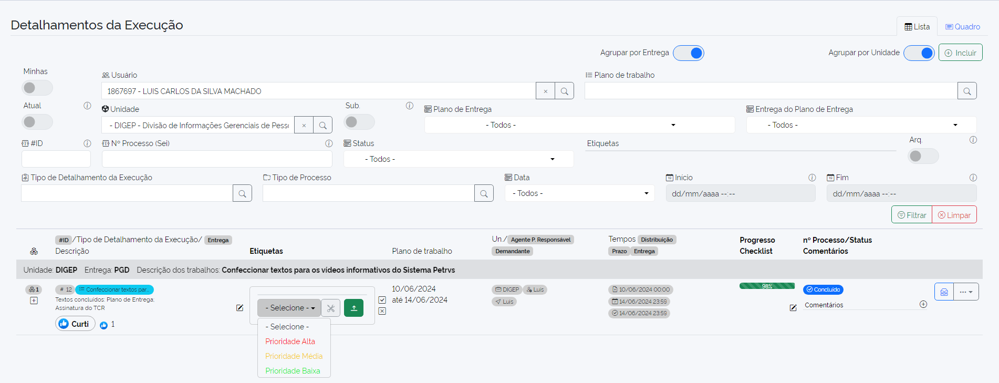 Detalhamentos da Execução
Lista
Quadro
Agrupar por Entrega
Agrupar por Unidade
Incluir
Minhas
Usuário
Plano de trabalho
1867697 - LUIS CARLOS DA SILVA MACHADO
Atual
Unidade
Sub.
Plano de Entrega
Entrega do Plano de Entrega
- DIGEP - Divisão de Informações Gerenciais de Pesso
- Todos -
- Todos -
#ID
Nº Processo (Sei)
Status
Etiquetas
Arq.
- Todos -
Tipo de Detalhamento da Execução
Tipo de Processo
Data
Início
Fim
- Todos -
dd/mm/aaaa --:--
dd/mm/aaaa --:--
Filtrar
Limpar
#ID/Tipo de Detalhamento da Execução/ Entrega
Descrição
Etiquetas
Plano de trabalho
Un./ Agente P. Responsável
Demandante
Tempos Distribuição
Prazo Entrega
Progresso
Checklist
nº Processo/Status
Comentários
Unidade: DIGEP Entrega: PGD Descrição dos trabalhos: Confeccionar textos para os vídeos informativos do Sistema Petrvs
1
# 12 Confeccionar textos par...
Textos concluídos: Plano de Entrega:
Assinatura do TCR
Curti
1
- Selecione -
- Selecione -
Prioridade Alta
Prioridade Média
Prioridade Baixa
10/06/2024
até 14/06/2024
DIGEP Luis
Luis
10/06/2024 00:00
14/06/2024 23:59
14/06/2024 23:59
98%
Concluído
Comentários